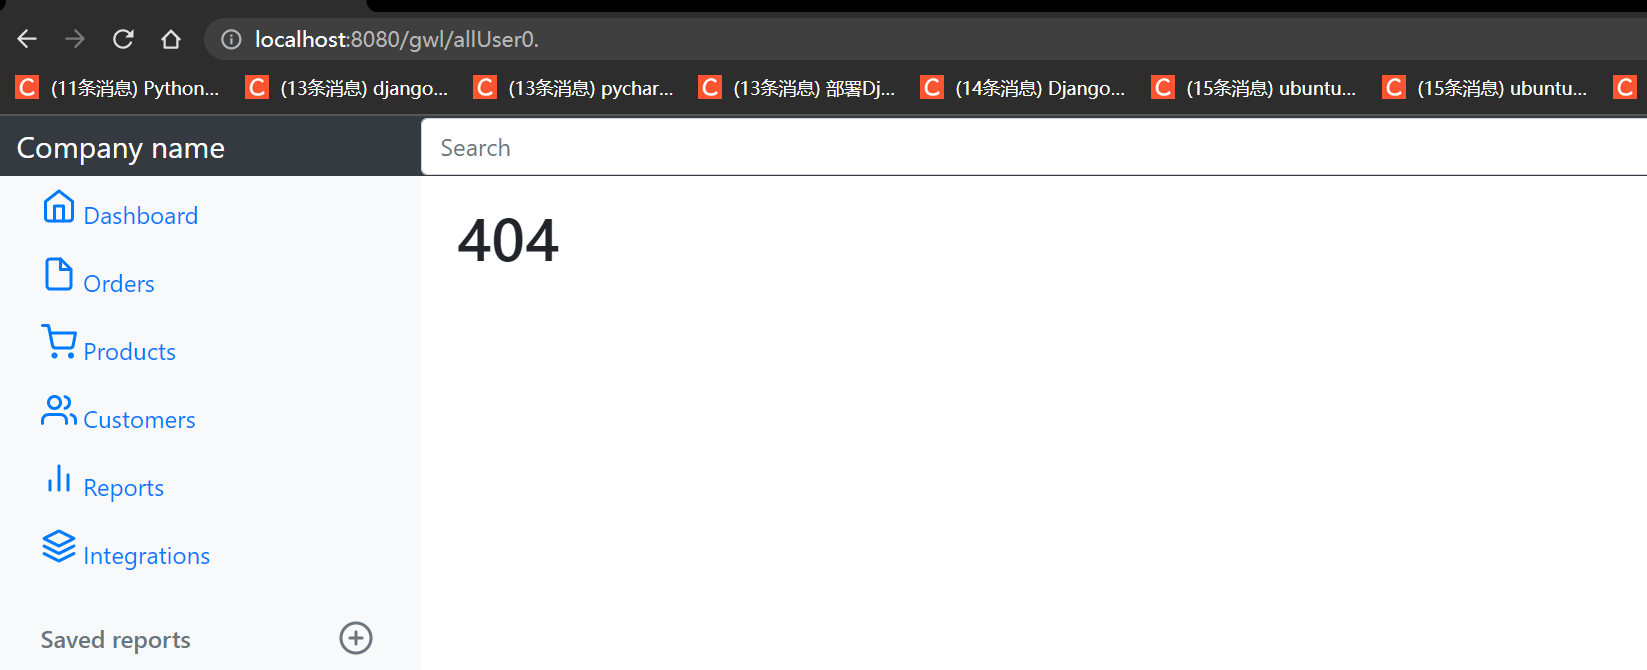 localhost:8080/gwl/allUser0.
C (11条消息) Python... C (13条消息) django... C (13条消息) pychar... C (13条消息) 部署Dj... C (14条消息) Django... C (15条消息) ubuntu... C (15条消息) ubuntu... C
Company name
Search
404
Dashboard
Orders
Products
Customers
Reports
Integrations
Saved reports